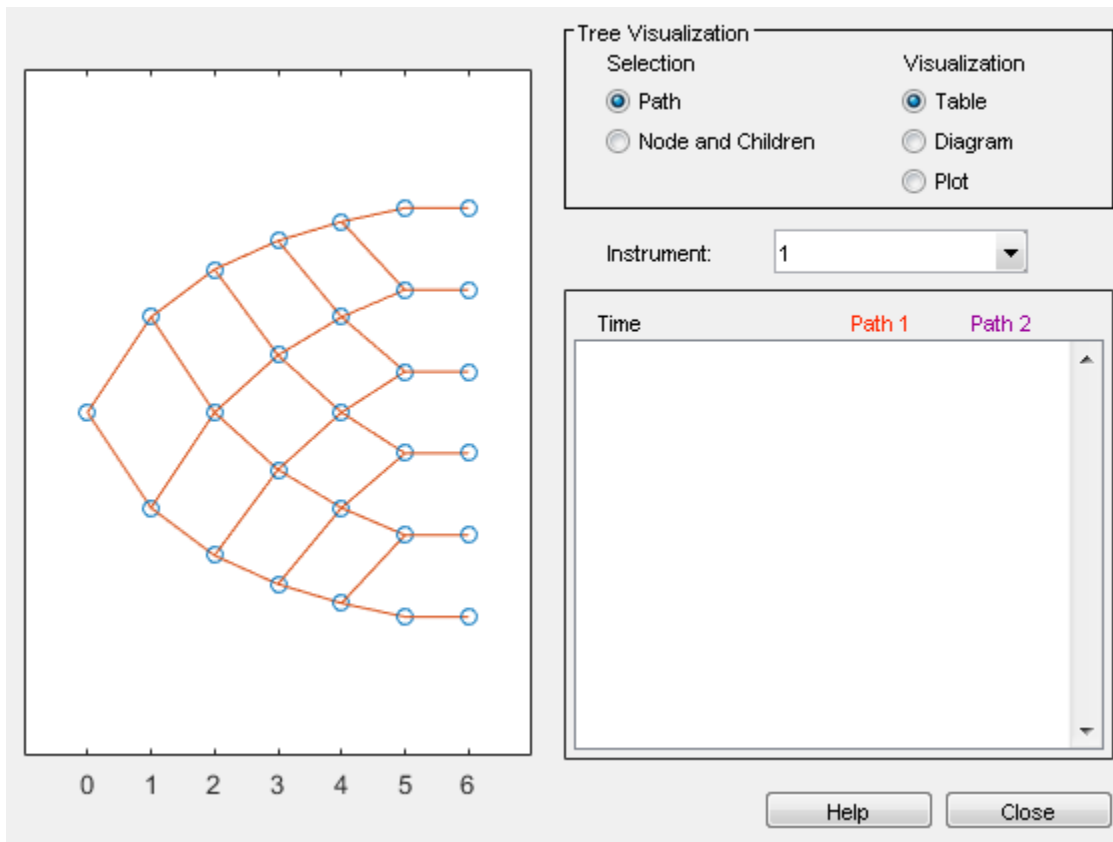 Tree Visualization
Selection
Visualization
Path
Table
Node and Children
Diagram
Plot
Instrument:
1
Time
Path 1
Path 2
0 1 2 3 4 5 6
Help
Close